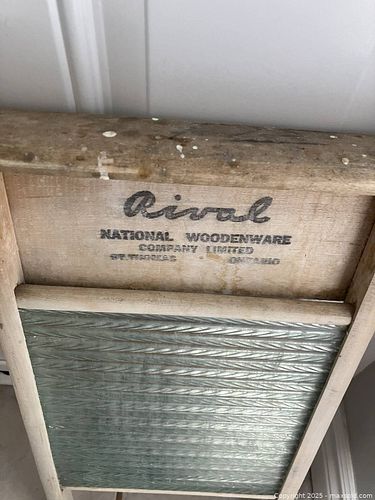 Rival
NATIONAL WOODENWARE
COMPANY LIMITED
ST. THOMAS ONTARIO
Copyright 2025 - maxsold.com